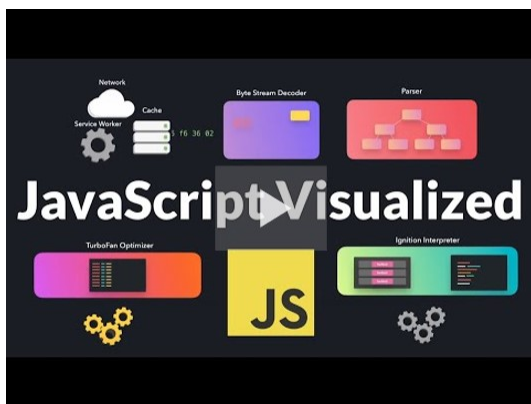 Network
Cache
Service Worker
5 f6 36 02
Byte Stream Decoder
Parser
JavaScript Visualized
TurboFan Optimizer
Ignition Interpreter
JS